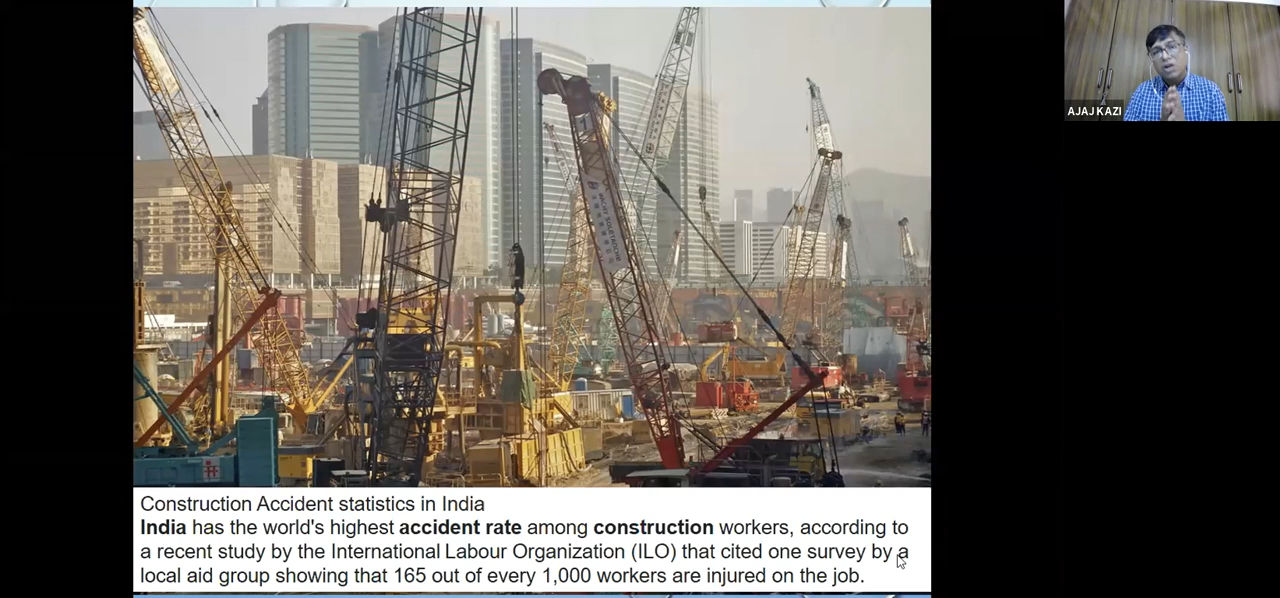 AJAJ KAZI
BACHY SOLETANCHE
Construction Accident statistics in India
India has the world's highest accident rate among construction workers, according to
a recent study by the International Labour Organization (ILO) that cited one survey by a
local aid group showing that 165 out of every 1,000 workers are injured on the job.